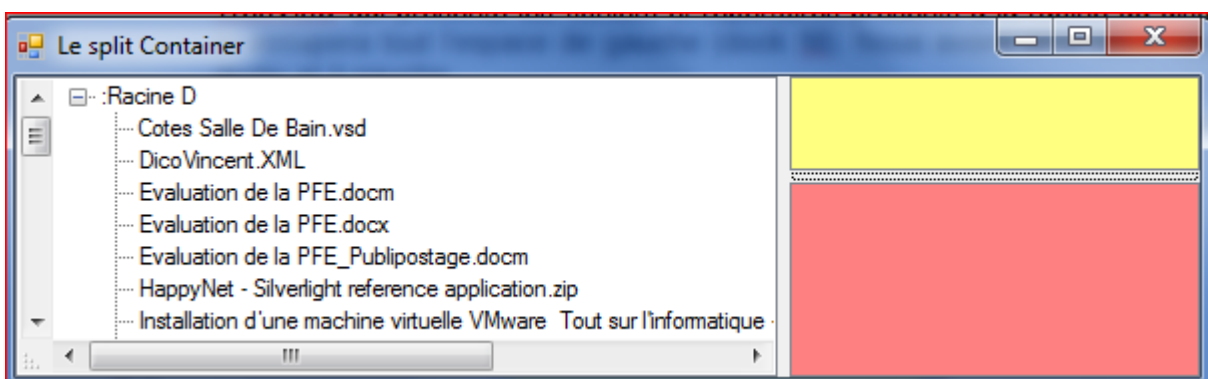 Le split Container
:Racine D
Cotes Salle De Bain.vsd
DicoVincent.XML
Evaluation de la PFE.docm
Evaluation de la PFE.docx
Evaluation de la PFE_Publipostage.docm
HappyNet - Silverlight reference application.zip
Installation d'une machine virtuelle VMware Tout sur l'informatique -